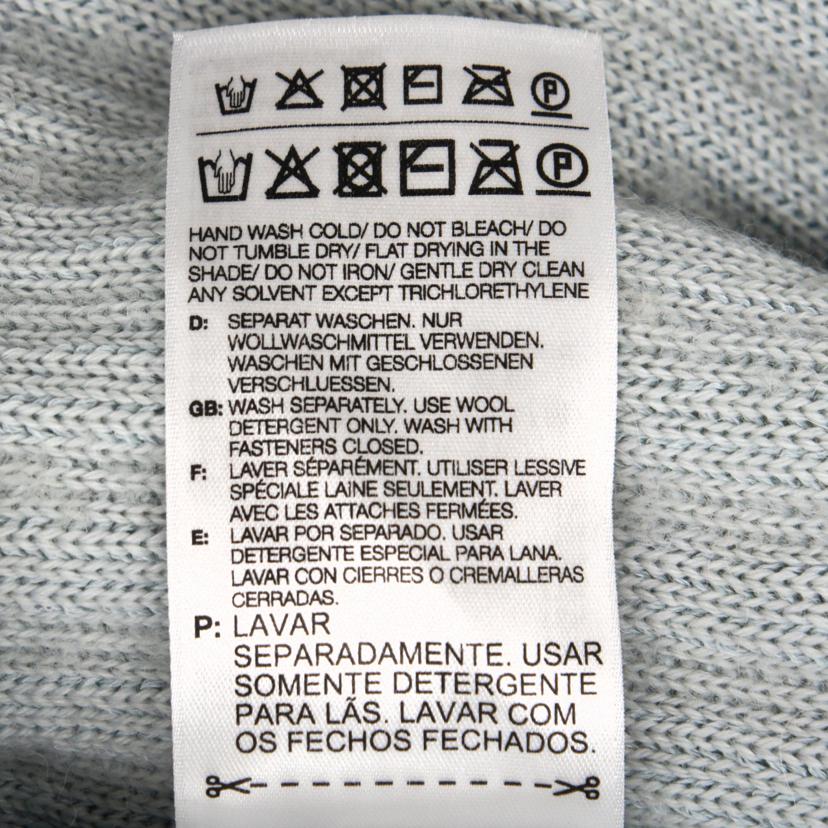 P
P
HAND WASH COLD/ DO NOT BLEACH/ DO
NOT TUMBLE DRY/ FLAT DRYING IN THE
SHADE/ DO NOT IRON/ GENTLE DRY CLEAN
ANY SOLVENT EXCEPT TRICHLORETHYLENE
D: SEPARAT WASCHEN. NUR
WOLLWASCHMITTEL VERWENDEN.
WASCHEN MIT GESCHLOSSENEN
VERSCHLUESSEN.
GB: WASH SEPARATELY. USE WOOL
DETERGENT ONLY. WASH WITH
FASTENERS CLOSED.
F: LAVER SÉPARÉMENT. UTILISER LESSIVE
SPÉCIALE LAINE SEULEMENT. LAVER
AVEC LES ATTACHES FERMÉES.
E: LAVAR POR SEPARADO. USAR
DETERGENTE ESPECIAL PARA LANA.
LAVAR CON CIERRES O CREMALLERAS
CERRADAS.
P: LAVAR
SEPARADAMENTE. USAR
SOMENTE DETERGENTE
PARA LÃS. LAVAR COM
OS FECHOS FECHADOS.